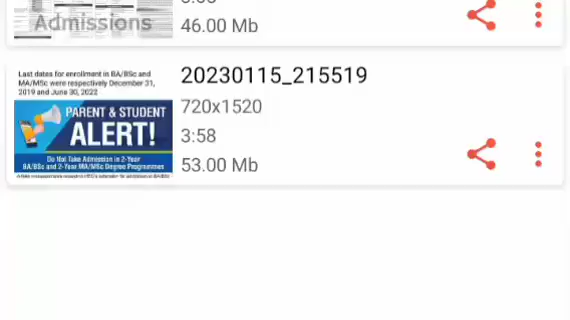 Admissions
46.00 Mb
Last dates for enrollment in BA/BSc and
MA/MSc were respectively December 31,
2019 and June 30, 2022
PARENT & STUDENT
ALERT!
Do Not Take Admission in 2-Year
BA/BSc and 2-Year MA/MSc Degree Programmes
20230115_215519
720x1520
3:58
53.00 Mb